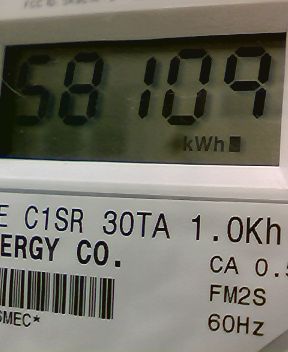 58109
kWh
E C1SR 30TA 1.0Kh
ERGY CO.
CA 0.5
FM2S
60Hz
SMEC*